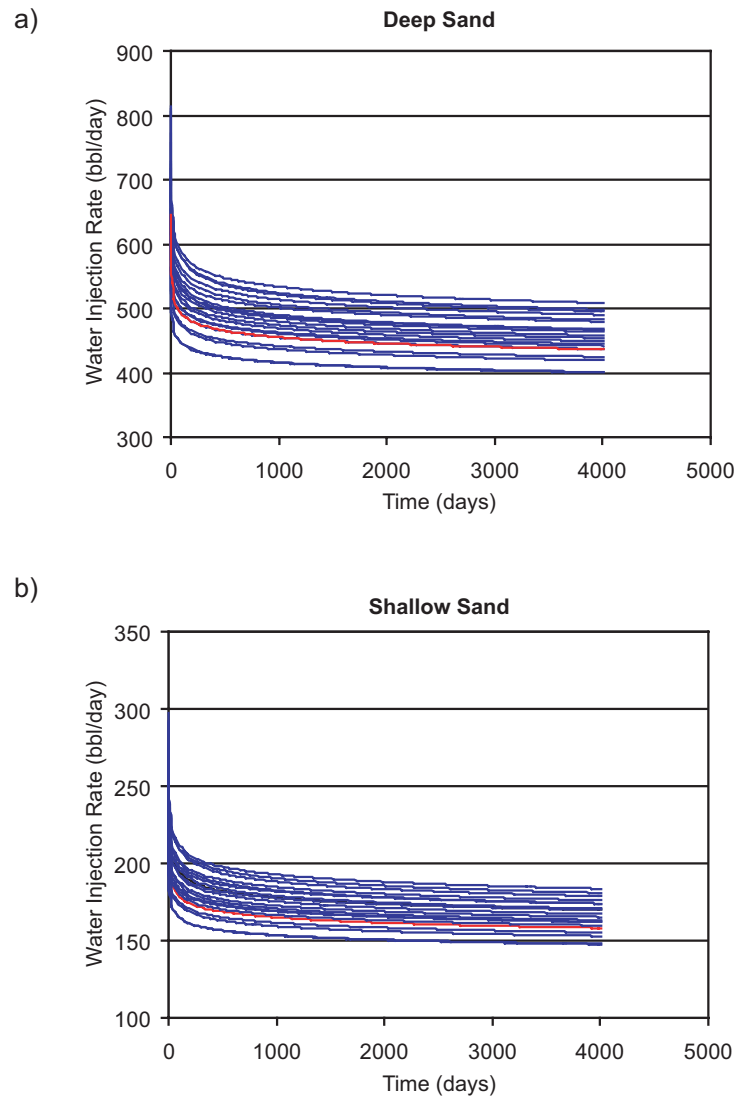 a)
Deep Sand
Water Injection Rate (bbl/day)
900
800
700
600
500
400
300
0 1000 2000 3000 4000 5000
Time (days)
b)
Shallow Sand
Water Injection Rate (bbl/day)
350
300
250
200
150
100
0 1000 2000 3000 4000 5000
Time (days)